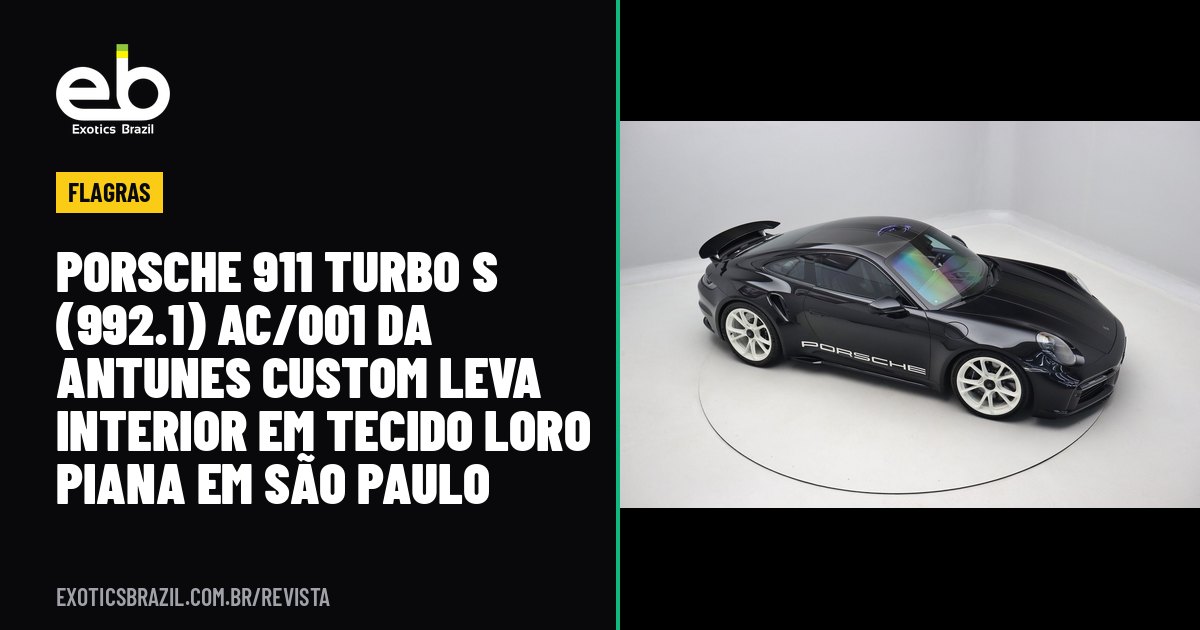 eb
Exotics Brazil
FLAGRAS
PORSCHE 911 TURBO S
(992.1) AC/001 DA
ANTUNES CUSTOM LEVA
INTERIOR EM TECIDO LORO
PIANA EM SÃO PAULO
EXOTICSBRAZIL.COM.BR/REVISTA
PORSCHE